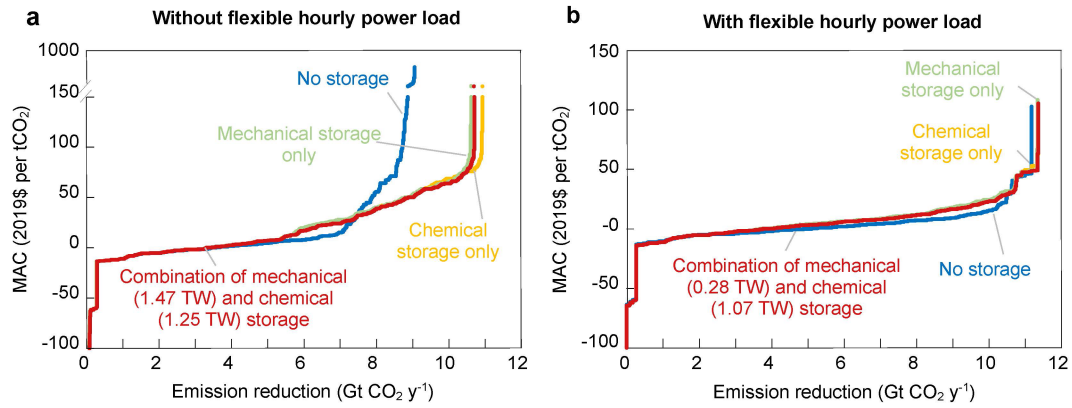 a
Without flexible hourly power load
1000
150
100
50
0
-50
-100
MAC (2019$ per tCO₂)
No storage
Mechanical storage
only
Chemical
storage only
Combination of mechanical
(1.47 TW) and chemical
(1.25 TW) storage
0 2 4 6 8 10 12
Emission reduction (Gt CO₂ y⁻¹)
b
With flexible hourly power load
150
100
50
-0
-50
-100
MAC (2019$ per tCO₂)
Mechanical
storage only
Chemical
storage only
No storage
Combination of mechanical
(0.28 TW) and chemical
(1.07 TW) storage
0 2 4 6 8 10 12
Emission reduction (Gt CO₂ y⁻¹)